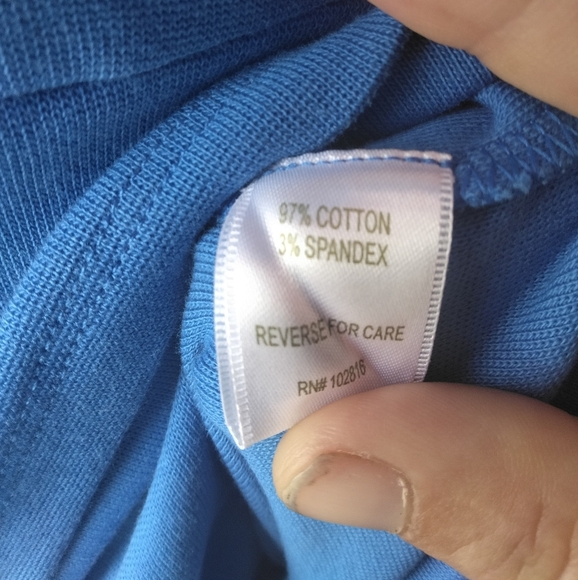 97% COTTON
3% SPANDEX
REVERSE FOR CARE
RN# 102816